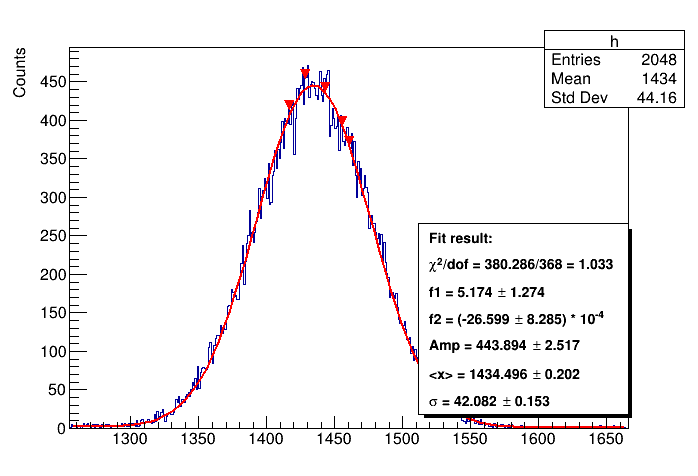 h
Entries 2048
Mean 1434
Std Dev 44.16
Counts
450
400
350
300
250
200
150
100
50
0
Fit result:
χ²/dof = 380.286/368 = 1.033
f1 = 5.174 ± 1.274
f2 = (-26.599 ± 8.285) * 10⁻⁴
Amp = 443.894 ± 2.517
<x> = 1434.496 ± 0.202
σ = 42.082 ± 0.153
1300 1350 1400 1450 1500 1550 1600 1650